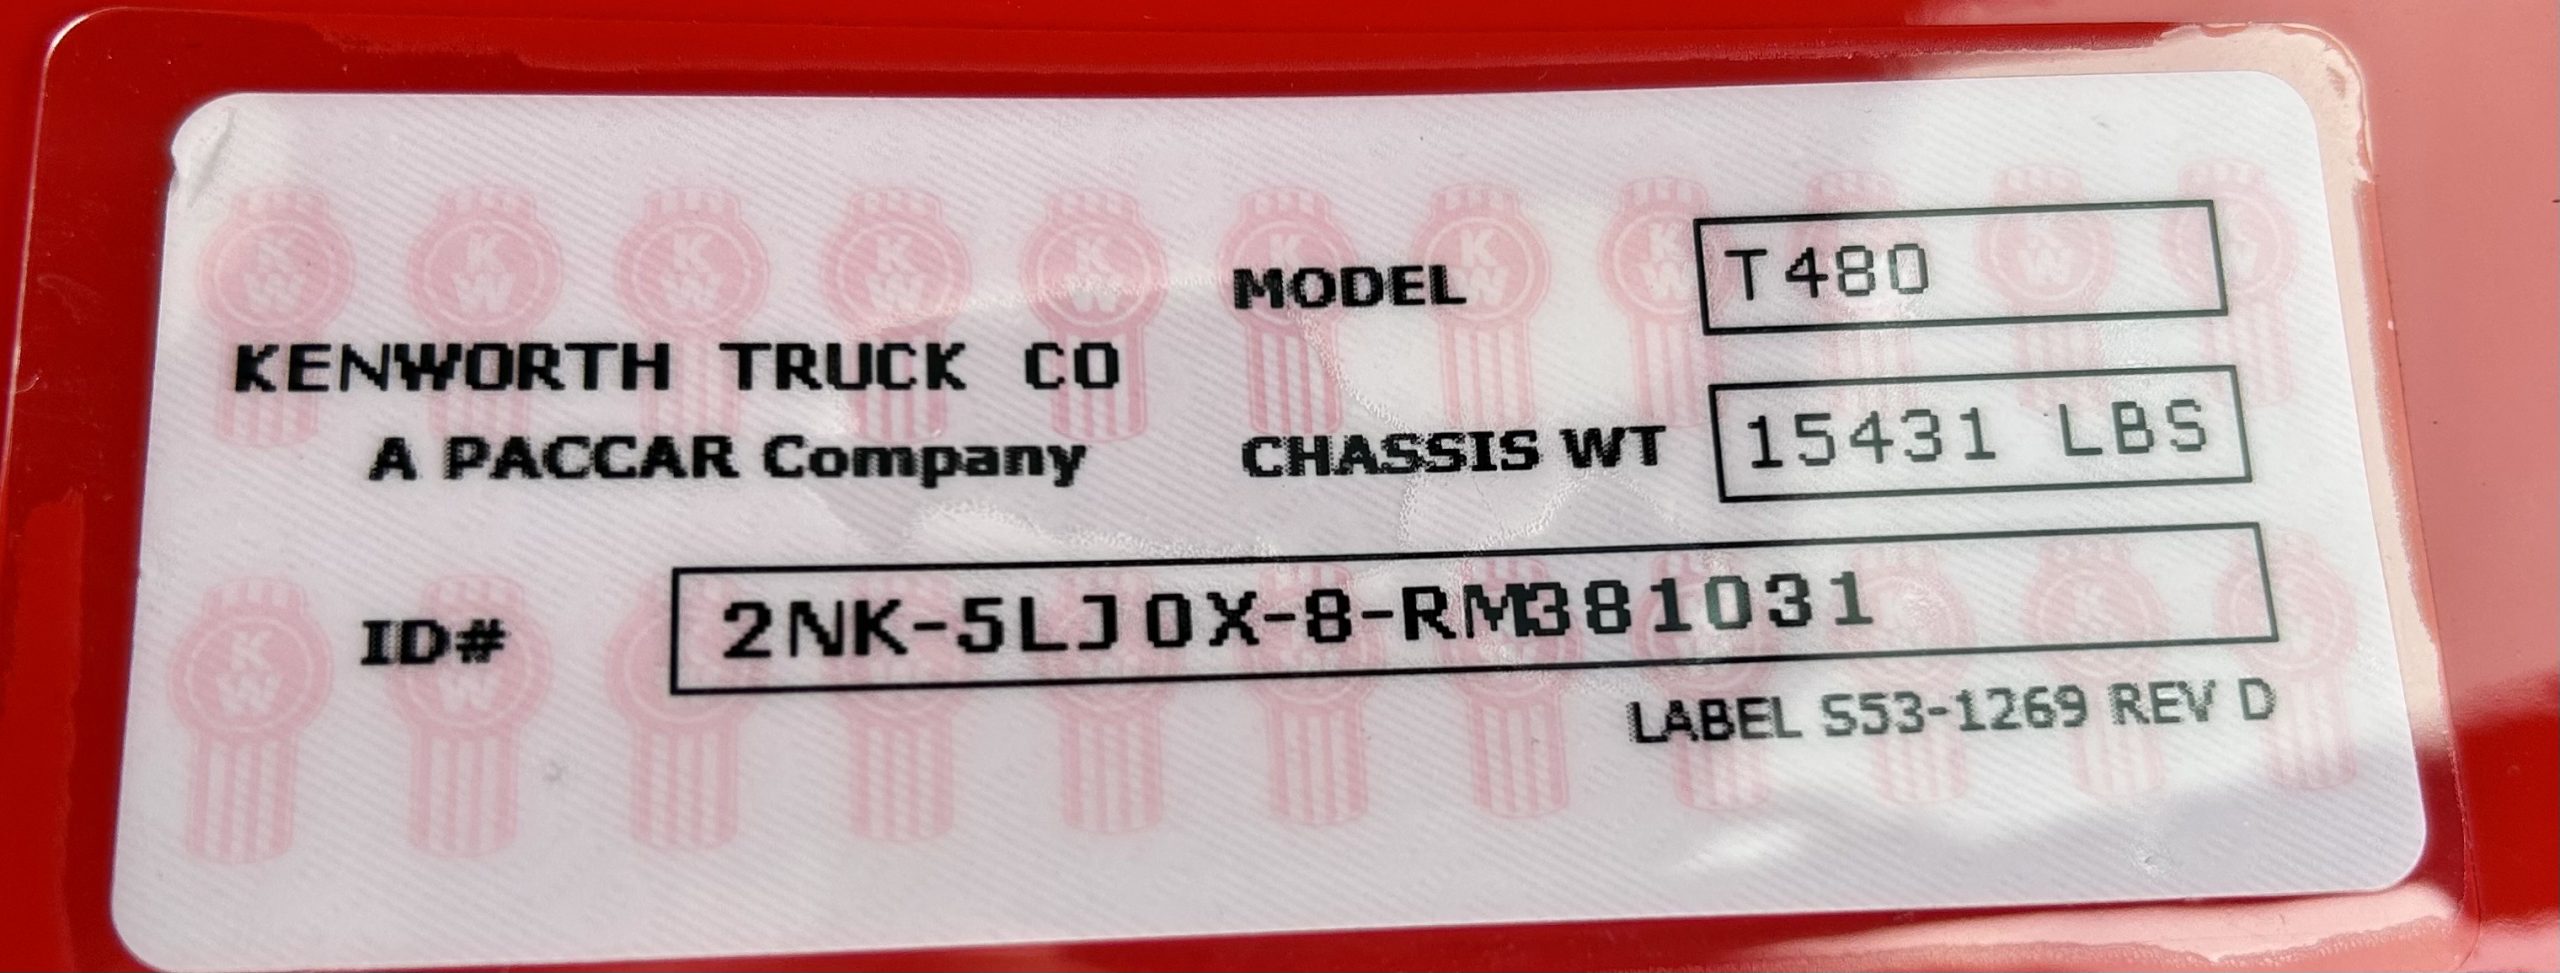 KENWORTH TRUCK CO
A PACCAR Company
MODEL T480
CHASSIS WT 15431 LBS
ID# 2NK-5LJ0X-8-RM381031
LABEL S53-1269 REV D